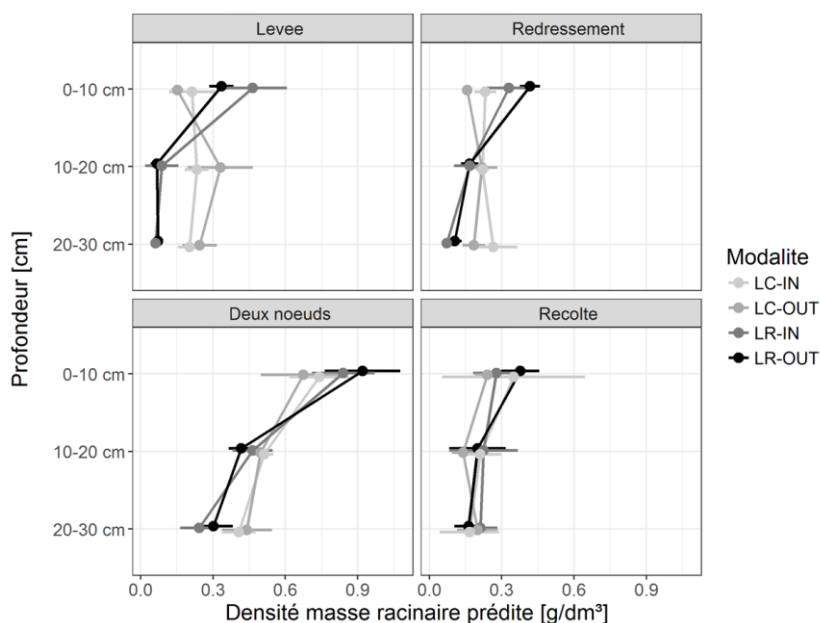 Levee
Redressement
0-10 cm
10-20 cm
20-30 cm
Deux noeuds
Recolte
0-10 cm
10-20 cm
20-30 cm
0.0 0.3 0.6 0.9 0.0 0.3 0.6 0.9
Profondeur [cm]
Densité masse racinaire prédite [g/dm³]
Modalite
LC-IN
LC-OUT
LR-IN
LR-OUT